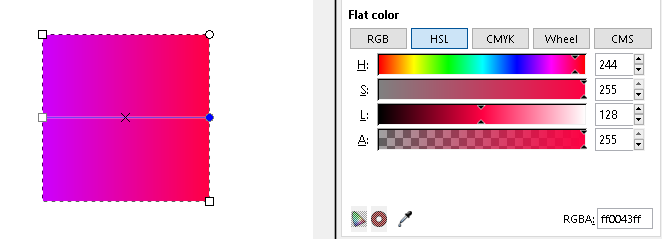 Flat color
RGB HSL CMYK Wheel CMS
H: 244
S: 255
L: 128
A: 255
RGBA: ff0043ff